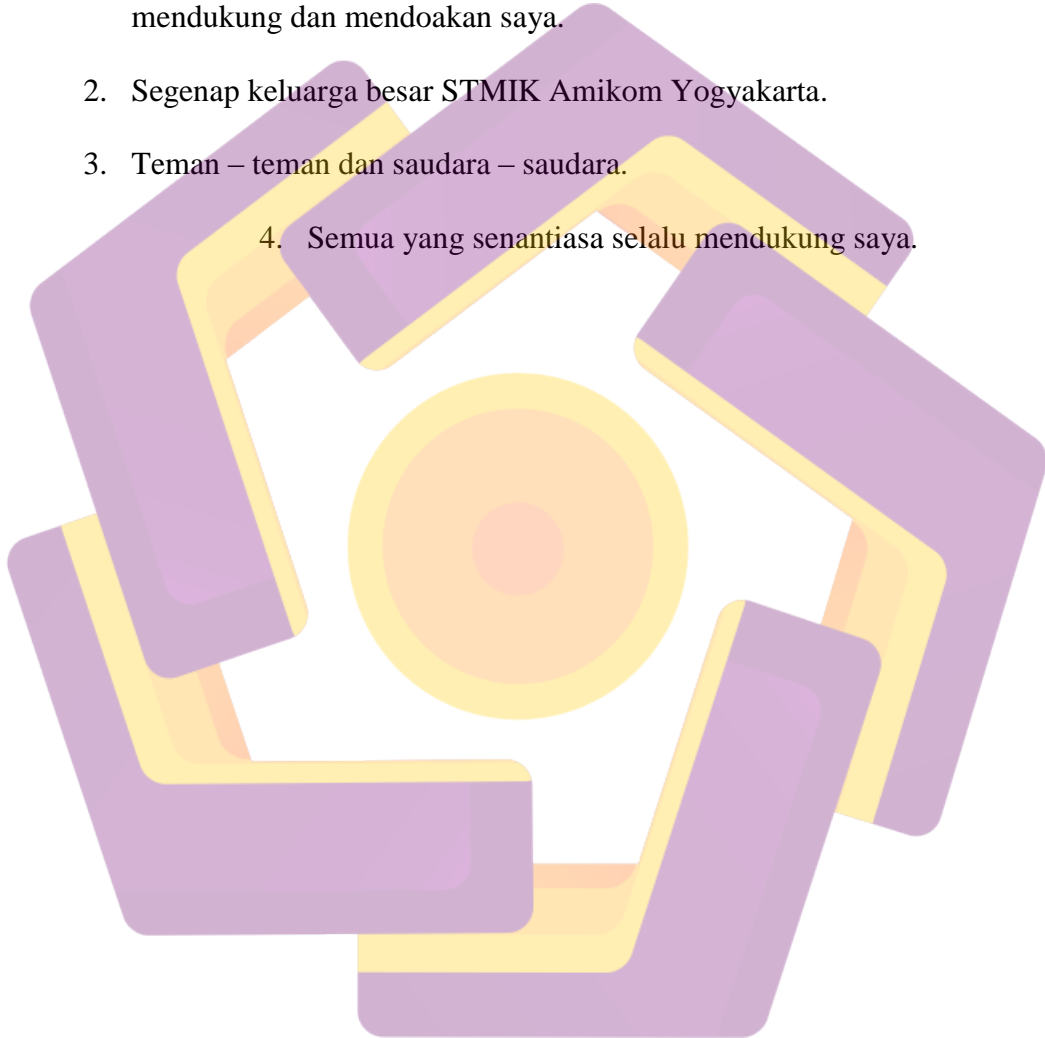 mendukung dan mendoakan saya.
2. Segenap keluarga besar STMIK Amikom Yogyakarta.
3. Teman – teman dan saudara – saudara.
4. Semua yang senantiasa selalu mendukung saya.